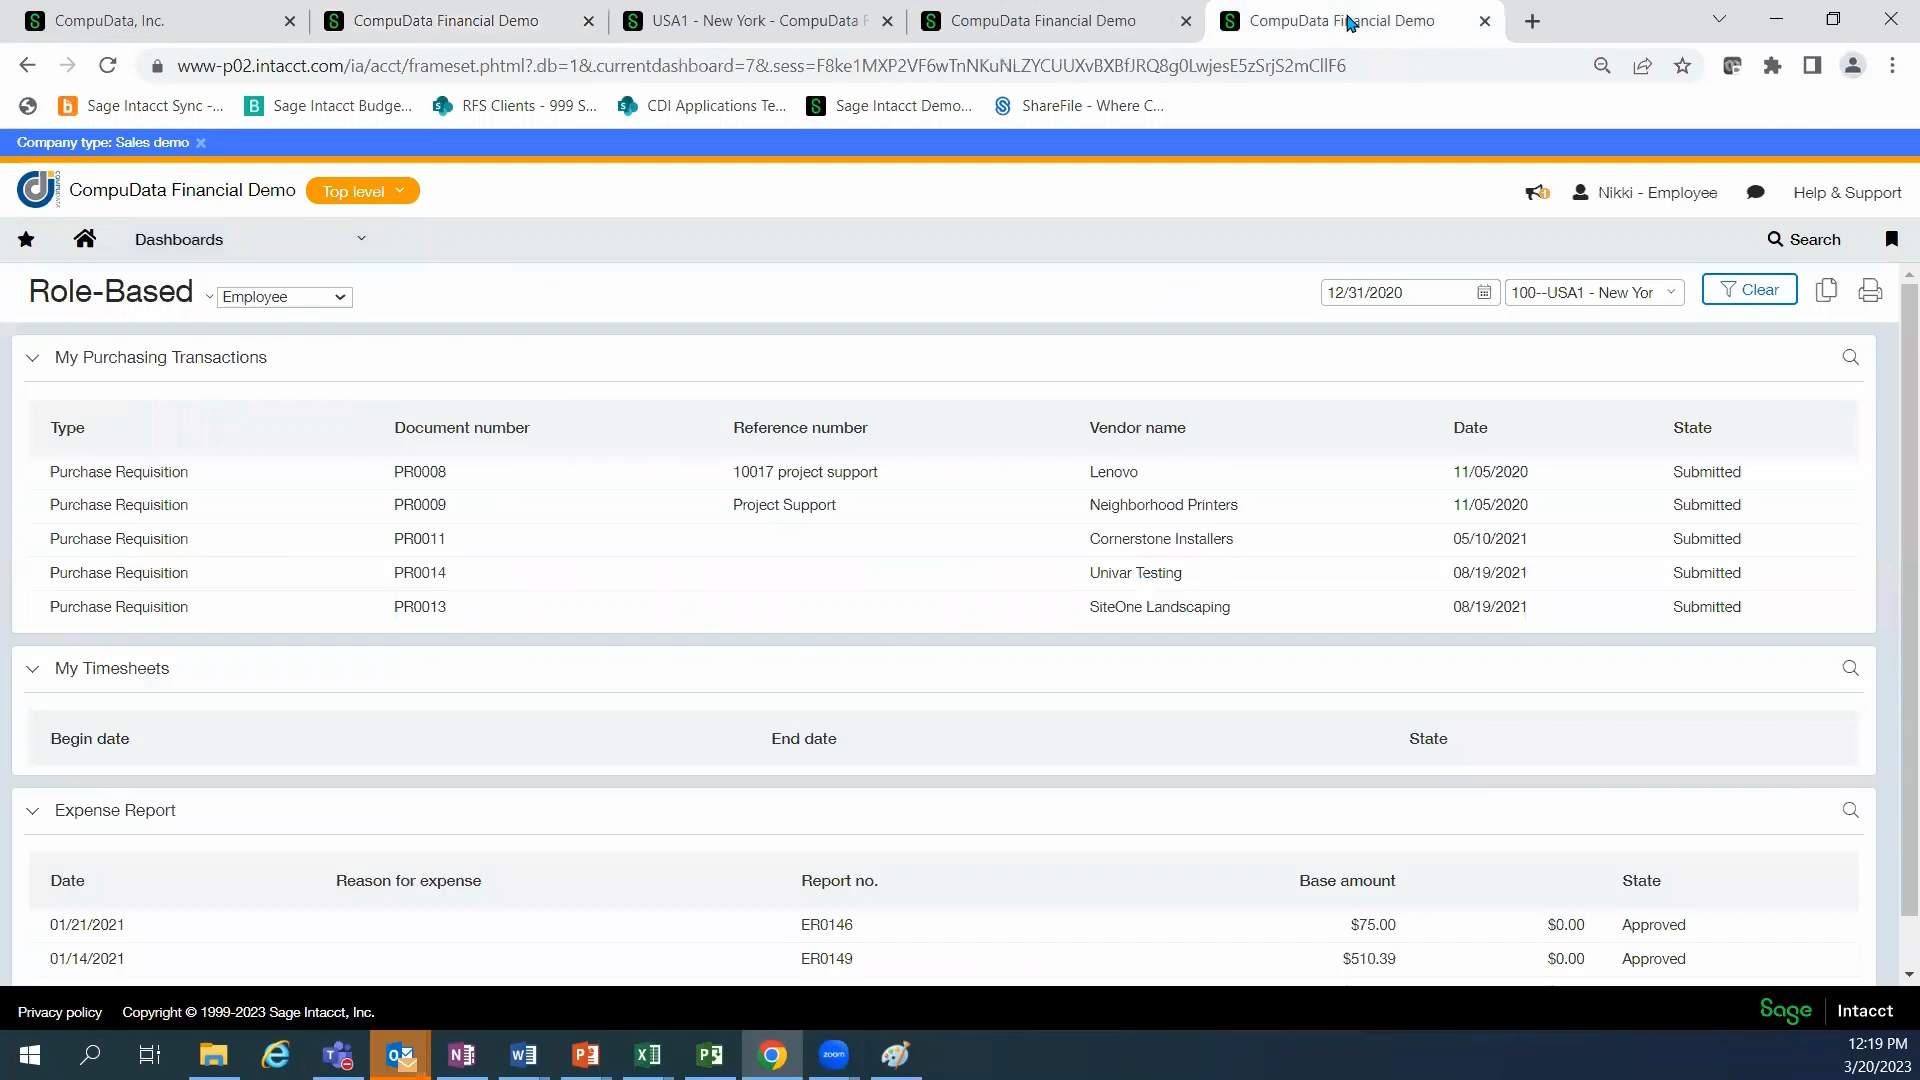 CompuData, Inc.
CompuData Financial Demo
USA1 - New York - CompuData F
CompuData Financial Demo
CompuData Financial Demo
www-p02.intacct.com/ia/acct/frameset.phtml?.db=1&.currentdashboard=7&.sess=F8ke1MXP2VF6wTnNKuNLZYCUUXvBXBfJRQ8g0LwjesE5zSrjS2mCllF6
Sage Intacct Sync -...
Sage Intacct Budge...
RFS Clients - 999 S...
CDI Applications Te...
Sage Intacct Demo...
ShareFile - Where C...
Company type: Sales demo
CompuData Financial Demo
Top level
Nikki - Employee
Help & Support
Dashboards
Search
Role-Based
Employee
12/31/2020
100--USA1 - New Yor
Clear
My Purchasing Transactions
Type Document number Reference number Vendor name Date State
Purchase Requisition PR0008 10017 project support Lenovo 11/05/2020 Submitted
Purchase Requisition PR0009 Project Support Neighborhood Printers 11/05/2020 Submitted
Purchase Requisition PR0011 Cornerstone Installers 05/10/2021 Submitted
Purchase Requisition PR0014 Univar Testing 08/19/2021 Submitted
Purchase Requisition PR0013 SiteOne Landscaping 08/19/2021 Submitted
My Timesheets
Begin date End date State
Expense Report
Date Reason for expense Report no. Base amount State
01/21/2021 ER0146 $75.00 $0.00 Approved
01/14/2021 ER0149 $510.39 $0.00 Approved
Privacy policy Copyright © 1999-2023 Sage Intacct, Inc.
Sage Intacct
zoom
12:19 PM
3/20/2023